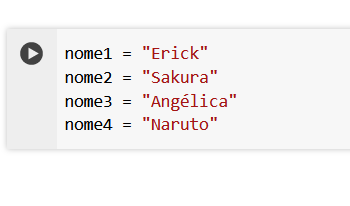 nome1 = "Erick"
nome2 = "Sakura"
nome3 = "Angélica"
nome4 = "Naruto"